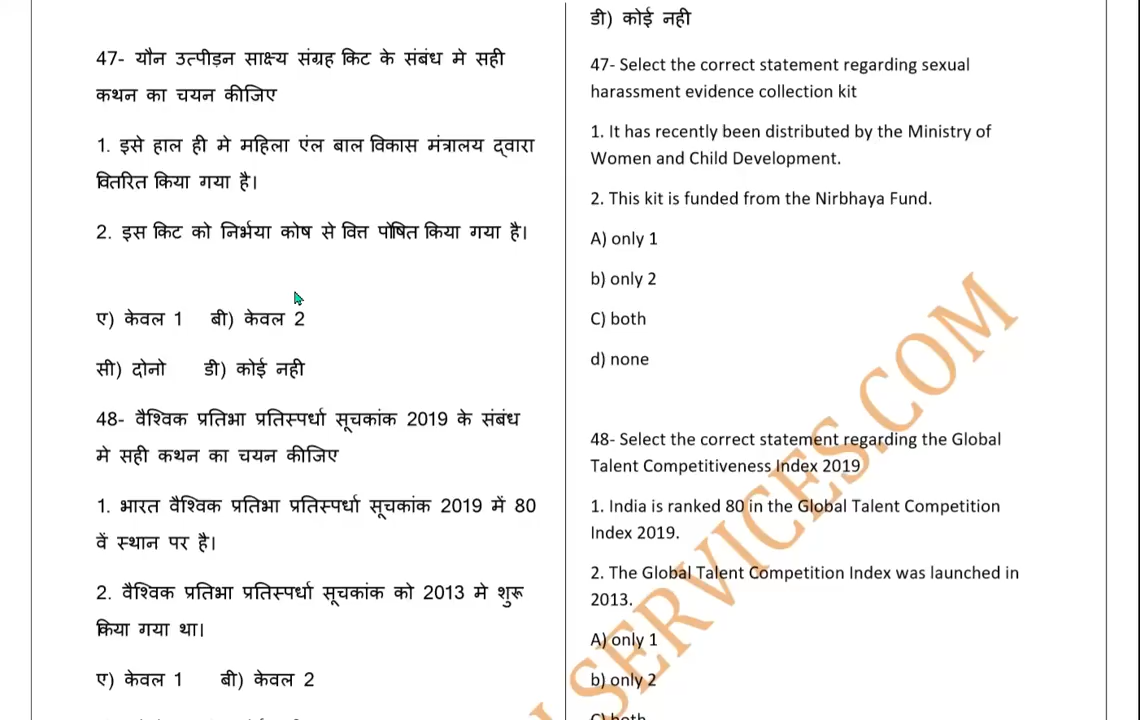 47- यौन उत्पीड़न साक्ष्य संग्रह किट के संबंध मे सही
कथन का चयन कीजिए
1. इसे हाल ही मे महिला एंल बाल विकास मंत्रालय द्वारा
वितरित किया गया है।
2. इस किट को निर्भया कोष से वित्त पोषित किया गया है।
ए) केवल 1 बी) केवल 2
सी) दोनो डी) कोई नही
48- वैश्विक प्रतिभा प्रतिस्पर्धा सूचकांक 2019 के संबंध
मे सही कथन का चयन कीजिए
1. भारत वैश्विक प्रतिभा प्रतिस्पर्धा सूचकांक 2019 में 80
वें स्थान पर है।
2. वैश्विक प्रतिभा प्रतिस्पर्धा सूचकांक को 2013 मे शुरू
किया गया था।
ए) केवल 1 बी) केवल 2
डी) कोई नही
47- Select the correct statement regarding sexual
harassment evidence collection kit
1. It has recently been distributed by the Ministry of
Women and Child Development.
2. This kit is funded from the Nirbhaya Fund.
A) only 1
b) only 2
C) both
d) none
48- Select the correct statement regarding the Global
Talent Competitiveness Index 2019
1. India is ranked 80 in the Global Talent Competition
Index 2019.
2. The Global Talent Competition Index was launched in
2013.
A) only 1
b) only 2
C) both
SERVICES.COM